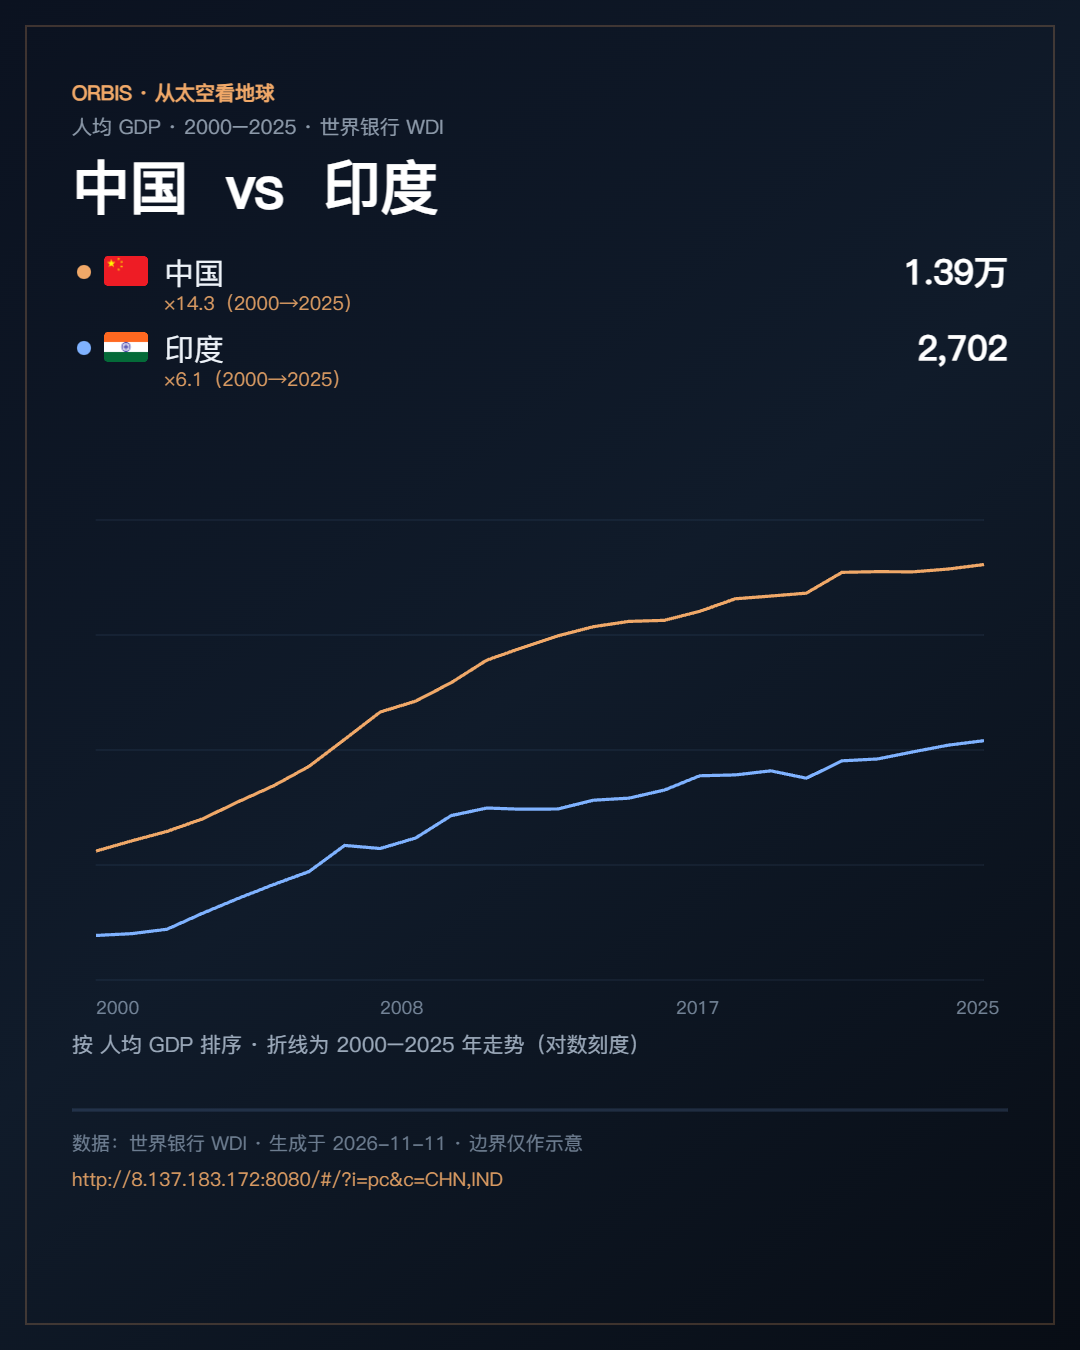 ORBIS · 从太空看地球
人均 GDP · 2000—2025 · 世界银行 WDI
中国 vs 印度
中国 1.39万
×14.3（2000→2025）
印度 2,702
×6.1（2000→2025）
2000 2008 2017 2025
按 人均 GDP 排序 · 折线为 2000—2025 年走势（对数刻度）
数据：世界银行 WDI · 生成于 2026-11-11 · 边界仅作示意
http://8.137.183.172:8080/#/?i=pc&c=CHN,IND